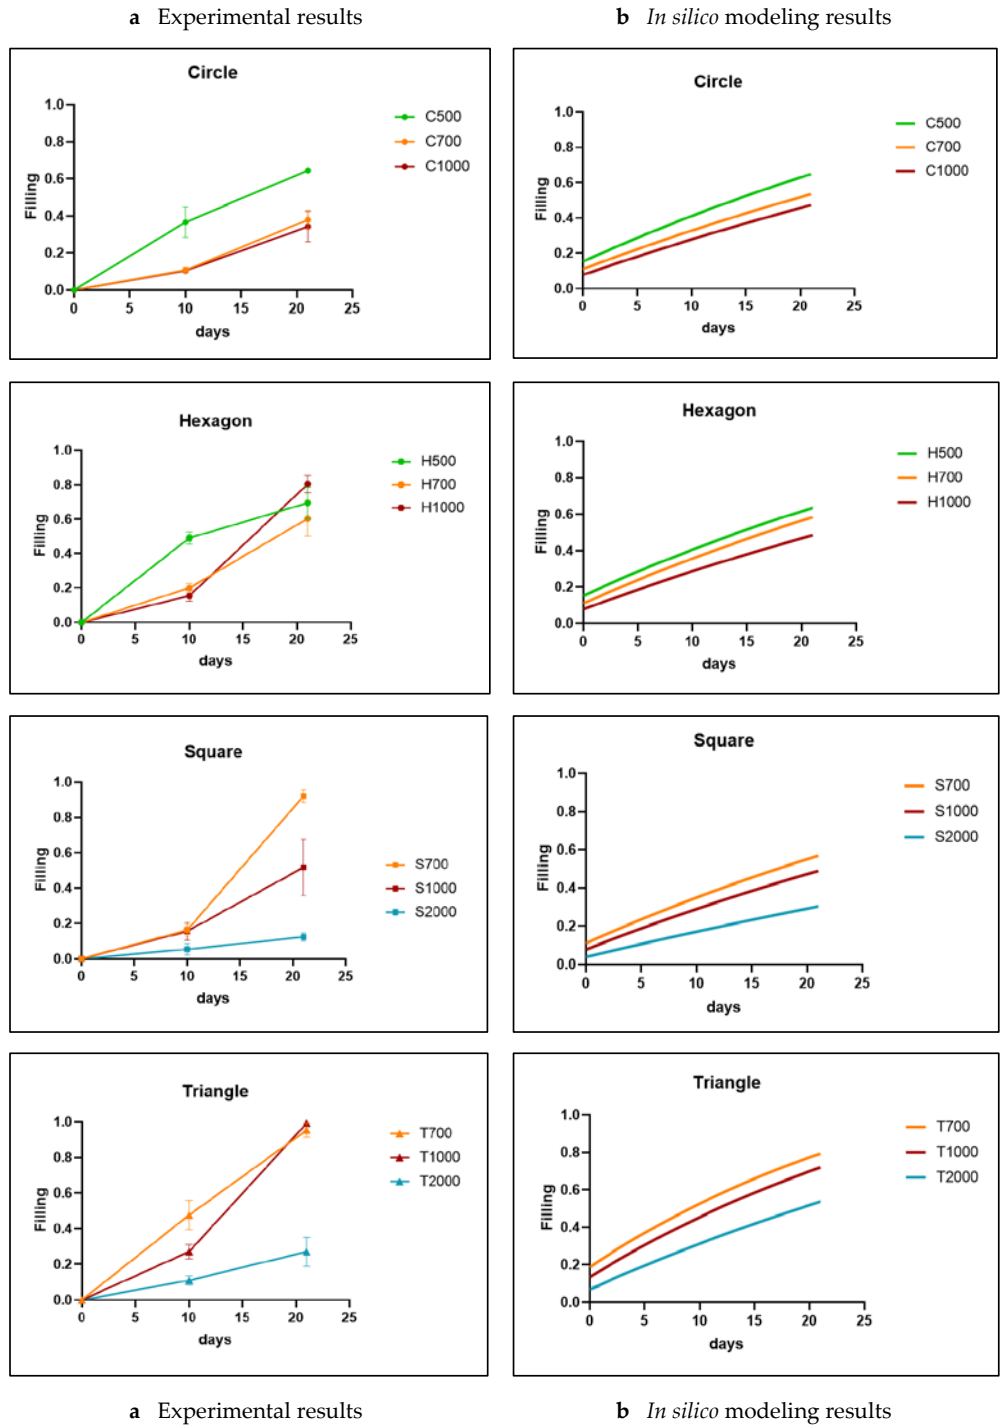 a Experimental results
b In silico modeling results
Circle
1.0
0.8
0.6
0.4
0.2
0.0
Filling
0 5 10 15 20 25
days
C500
C700
C1000
Circle
1.0
0.8
0.6
0.4
0.2
0.0
Filling
0 5 10 15 20 25
days
C500
C700
C1000
Hexagon
1.0
0.8
0.6
0.4
0.2
0.0
Filling
0 5 10 15 20 25
days
H500
H700
H1000
Hexagon
1.0
0.8
0.6
0.4
0.2
0.0
Filling
0 5 10 15 20 25
days
H500
H700
H1000
Square
1.0
0.8
0.6
0.4
0.2
0.0
Filling
0 5 10 15 20 25
days
S700
S1000
S2000
Square
1.0
0.8
0.6
0.4
0.2
0.0
Filling
0 5 10 15 20 25
days
S700
S1000
S2000
Triangle
1.0
0.8
0.6
0.4
0.2
0.0
Filling
0 5 10 15 20 25
days
T700
T1000
T2000
Triangle
1.0
0.8
0.6
0.4
0.2
0.0
Filling
0 5 10 15 20 25
days
T700
T1000
T2000
a Experimental results
b In silico modeling results